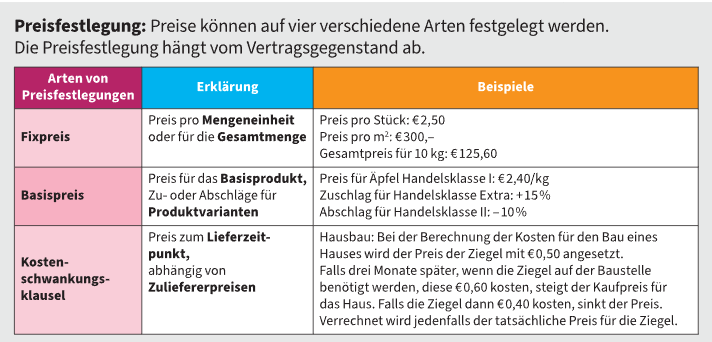 Preisfestlegung: Preise können auf vier verschiedene Arten festgelegt werden.
Die Preisfestlegung hängt vom Vertragsgegenstand ab.
Arten von
Preisfestlegungen
Erklärung
Beispiele
Fixpreis
Preis pro Mengeneinheit
oder für die Gesamtmenge
Preis pro Stück: €2,50
Preis pro m²: €300,–
Gesamtpreis für 10 kg: €125,60
Basispreis
Preis für das Basisprodukt,
Zu- oder Abschläge für
Produktvarianten
Preis für Äpfel Handelsklasse I: €2,40/kg
Zuschlag für Handelsklasse Extra: +15%
Abschlag für Handelsklasse II: –10%
Kosten-
schwankungs-
klausel
Preis zum Lieferzeit-
punkt,
abhängig von
Zuliefererpreisen
Hausbau: Bei der Berechnung der Kosten für den Bau eines
Hauses wird der Preis der Ziegel mit €0,50 angesetzt.
Falls drei Monate später, wenn die Ziegel auf der Baustelle
benötigt werden, diese €0,60 kosten, steigt der Kaufpreis für
das Haus. Falls die Ziegel dann €0,40 kosten, sinkt der Preis.
Verrechnet wird jedenfalls der tatsächliche Preis für die Ziegel.